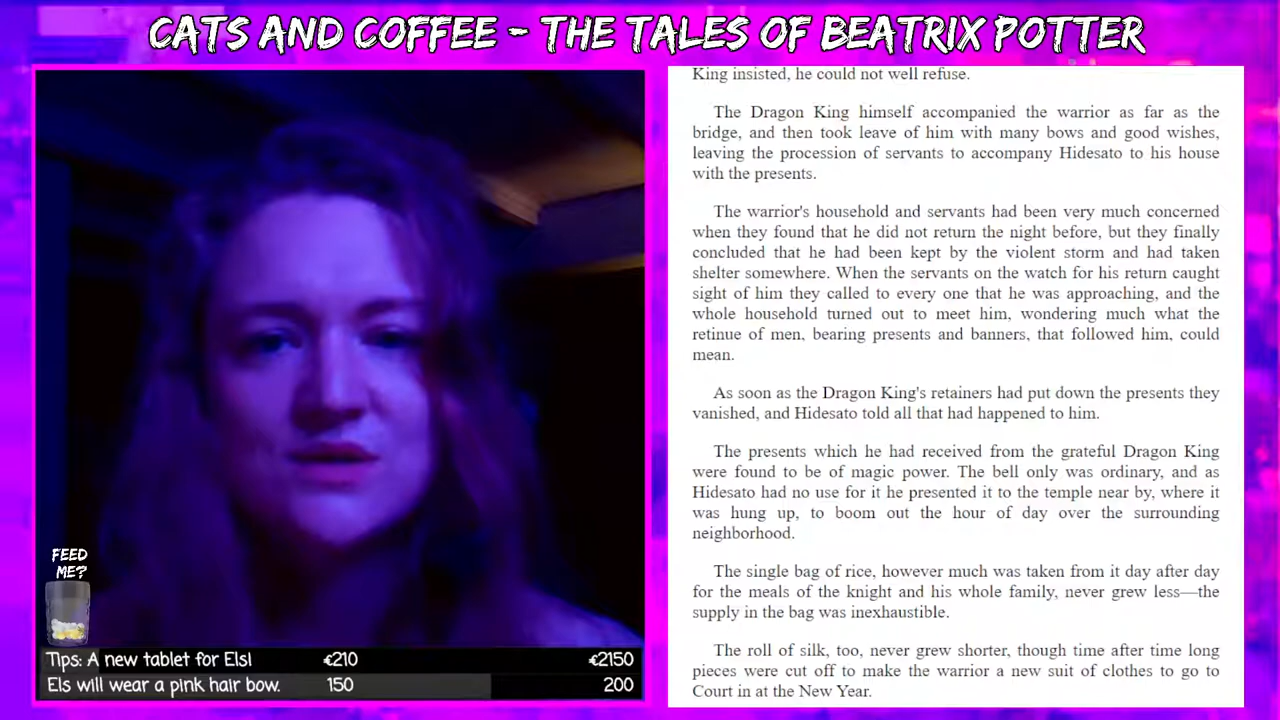 CATS AND COFFEE - THE TALES OF BEATRIX POTTER
King insisted, he could not well refuse.
The Dragon King himself accompanied the warrior as far as the
bridge, and then took leave of him with many bows and good wishes,
leaving the procession of servants to accompany Hidesato to his house
with the presents.
The warrior's household and servants had been very much concerned
when they found that he did not return the night before, but they finally
concluded that he had been kept by the violent storm and had taken
shelter somewhere. When the servants on the watch for his return caught
sight of him they called to every one that he was approaching, and the
whole household turned out to meet him, wondering much what the
retinue of men, bearing presents and banners, that followed him, could
mean.
As soon as the Dragon King's retainers had put down the presents they
vanished, and Hidesato told all that had happened to him.
The presents which he had received from the grateful Dragon King
were found to be of magic power. The bell only was ordinary, and as
Hidesato had no use for it he presented it to the temple near by, where it
was hung up, to boom out the hour of day over the surrounding
neighborhood.
The single bag of rice, however much was taken from it day after day
for the meals of the knight and his whole family, never grew less—the
supply in the bag was inexhaustible.
The roll of silk, too, never grew shorter, though time after time long
pieces were cut off to make the warrior a new suit of clothes to go to
Court in at the New Year.
FEED
ME?
Tips: A new tablet for Els! €210 €2150
Els will wear a pink hair bow. 150 200